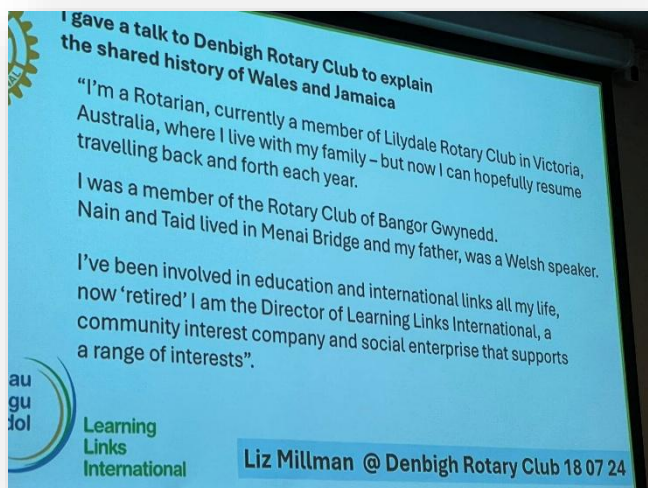 I gave a talk to Denbigh Rotary Club to explain
the shared history of Wales and Jamaica
“I’m a Rotarian, currently a member of Lilydale Rotary Club in Victoria,
Australia, where I live with my family – but now I can hopefully resume
travelling back and forth each year.
I was a member of the Rotary Club of Bangor Gwynedd.
Nain and Taid lived in Menai Bridge and my father, was a Welsh speaker.
I’ve been involved in education and international links all my life,
now ‘retired’ I am the Director of Learning Links International, a
community interest company and social enterprise that supports
a range of interests”.
au
gu
dol
Learning
Links
International
Liz Millman @ Denbigh Rotary Club 18 07 24